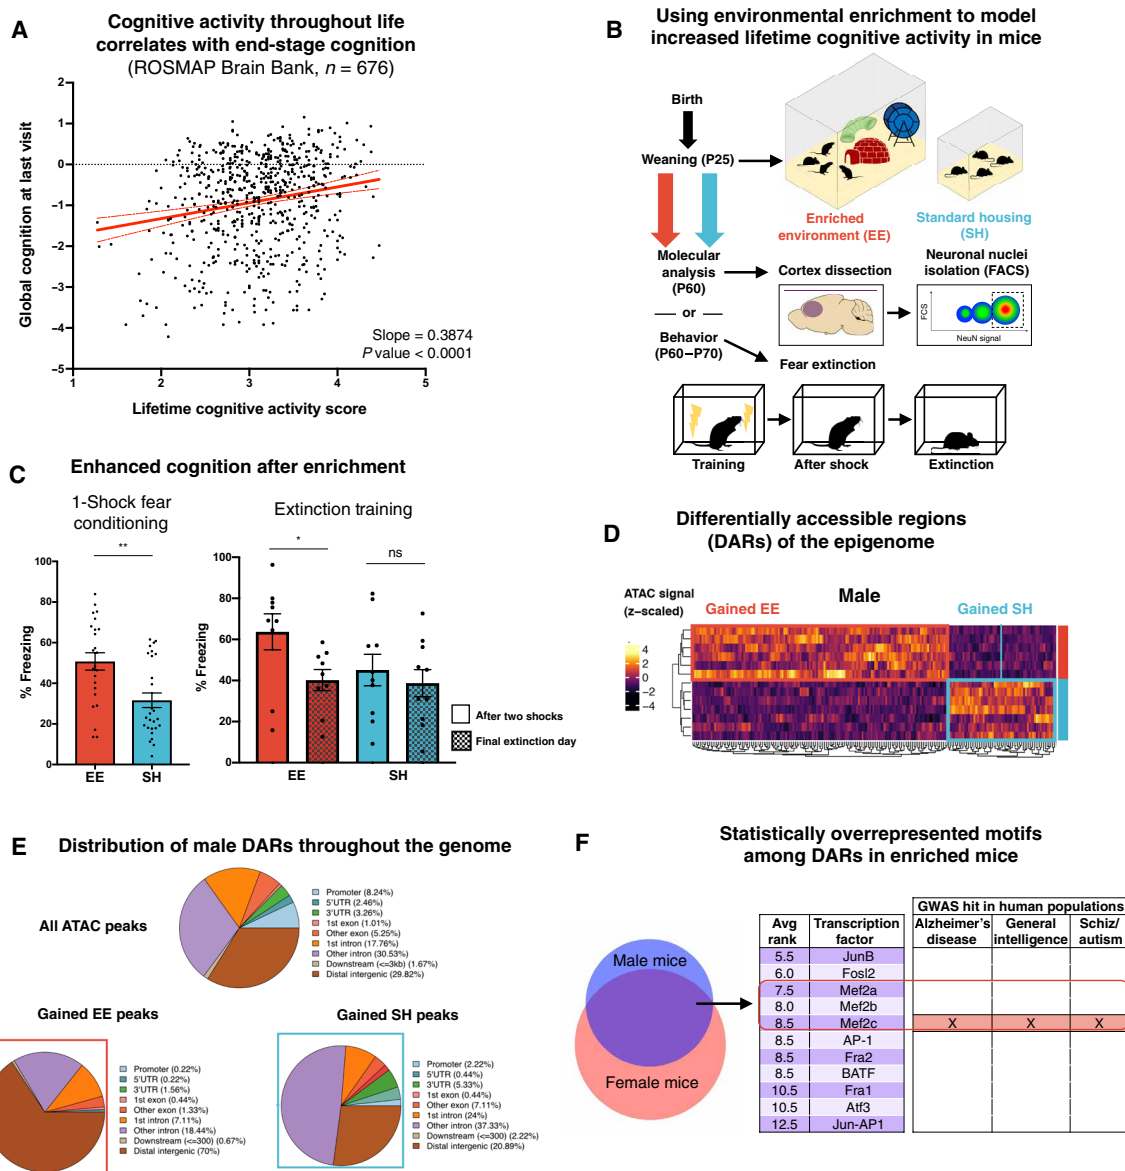 A
Cognitive activity throughout life
correlates with end-stage cognition
(ROSMAP Brain Bank, n = 676)
Global cognition at last visit
2
1
0
−1
−2
−3
−4
−5
Slope = 0.3874
P value < 0.0001
1 2 3 4 5
Lifetime cognitive activity score
B
Using environmental enrichment to model
increased lifetime cognitive activity in mice
Birth
Weaning (P25)
Enriched
environment (EE)
Standard housing
(SH)
Molecular
analysis
(P60)
Cortex dissection
Neuronal nuclei
isolation (FACS)
FCS
NeuN signal
or
Behavior
(P60–P70)
Fear extinction
Training
After shock
Extinction
C
Enhanced cognition after enrichment
1-Shock fear
conditioning
**
% Freezing
100
80
60
40
20
0
EE SH
Extinction training
*
ns
% Freezing
100
80
60
40
20
0
EE SH
After two shocks
Final extinction day
D
Differentially accessible regions
(DARs) of the epigenome
ATAC signal
(z-scaled)
4
2
0
−2
−4
Male
Gained EE
Gained SH
E
Distribution of male DARs throughout the genome
All ATAC peaks
Promoter (8.24%)
5'UTR (2.46%)
3'UTR (3.26%)
1st exon (1.01%)
Other exon (5.25%)
1st intron (17.76%)
Other intron (30.53%)
Downstream (<=3kb) (1.67%)
Distal intergenic (29.82%)
Gained EE peaks
Promoter (0.22%)
5'UTR (0.22%)
3'UTR (1.56%)
1st exon (0.44%)
Other exon (1.33%)
1st intron (7.11%)
Other intron (18.44%)
Downstream (<=300) (0.67%)
Distal intergenic (70%)
Gained SH peaks
Promoter (2.22%)
5'UTR (0.44%)
3'UTR (5.33%)
1st exon (0.44%)
Other exon (7.11%)
1st intron (24%)
Other intron (37.33%)
Downstream (<=300) (2.22%)
Distal intergenic (20.89%)
F
Statistically overrepresented motifs
among DARs in enriched mice
Male mice
Female mice
GWAS hit in human populations
Avg
rank
Transcription
factor
Alzheimer's
disease
General
intelligence
Schiz/
autism
5.5 JunB
6.0 Fosl2
7.5 Mef2a
8.0 Mef2b
8.5 Mef2c X X X
8.5 AP-1
8.5 Fra2
8.5 BATF
10.5 Fra1
10.5 Atf3
12.5 Jun-AP1